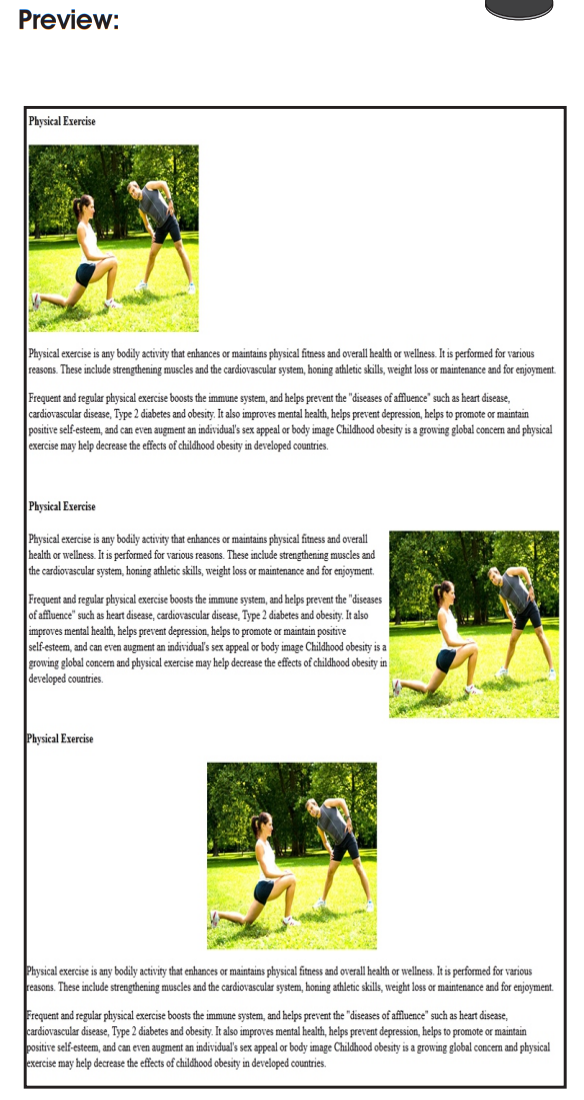 Preview:
Physical Exercise
Physical exercise is any bodily activity that enhances or maintains physical fitness and overall health or wellness. It is performed for various
reasons. These include strengthening muscles and the cardiovascular system, honing athletic skills, weight loss or maintenance and for enjoyment.
Frequent and regular physical exercise boosts the immune system, and helps prevent the "diseases of affluence" such as heart disease,
cardiovascular disease, Type 2 diabetes and obesity. It also improves mental health, helps prevent depression, helps to promote or maintain
positive self-esteem, and can even augment an individual's sex appeal or body image Childhood obesity is a growing global concern and physical
exercise may help decrease the effects of childhood obesity in developed countries.
Physical Exercise
Physical exercise is any bodily activity that enhances or maintains physical fitness and overall
health or wellness. It is performed for various reasons. These include strengthening muscles and
the cardiovascular system, honing athletic skills, weight loss or maintenance and for enjoyment.
Frequent and regular physical exercise boosts the immune system, and helps prevent the "diseases
of affluence" such as heart disease, cardiovascular disease, Type 2 diabetes and obesity. It also
improves mental health, helps prevent depression, helps to promote or maintain positive
self-esteem, and can even augment an individual's sex appeal or body image Childhood obesity is a
growing global concern and physical exercise may help decrease the effects of childhood obesity in
developed countries.
Physical Exercise
Physical exercise is any bodily activity that enhances or maintains physical fitness and overall health or wellness. It is performed for various
reasons. These include strengthening muscles and the cardiovascular system, honing athletic skills, weight loss or maintenance and for enjoyment.
Frequent and regular physical exercise boosts the immune system, and helps prevent the "diseases of affluence" such as heart disease,
cardiovascular disease, Type 2 diabetes and obesity. It also improves mental health, helps prevent depression, helps to promote or maintain
positive self-esteem, and can even augment an individual's sex appeal or body image Childhood obesity is a growing global concern and physical
exercise may help decrease the effects of childhood obesity in developed countries.